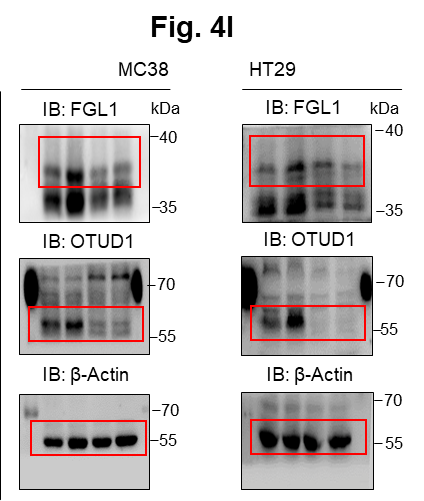 Fig. 4I
MC38
HT29
IB: FGL1
kDa
IB: FGL1
kDa
–40
–35
–40
–35
IB: OTUD1
IB: OTUD1
–70
–55
–70
–55
IB: β-Actin
IB: β-Actin
–70
–55
–70
–55